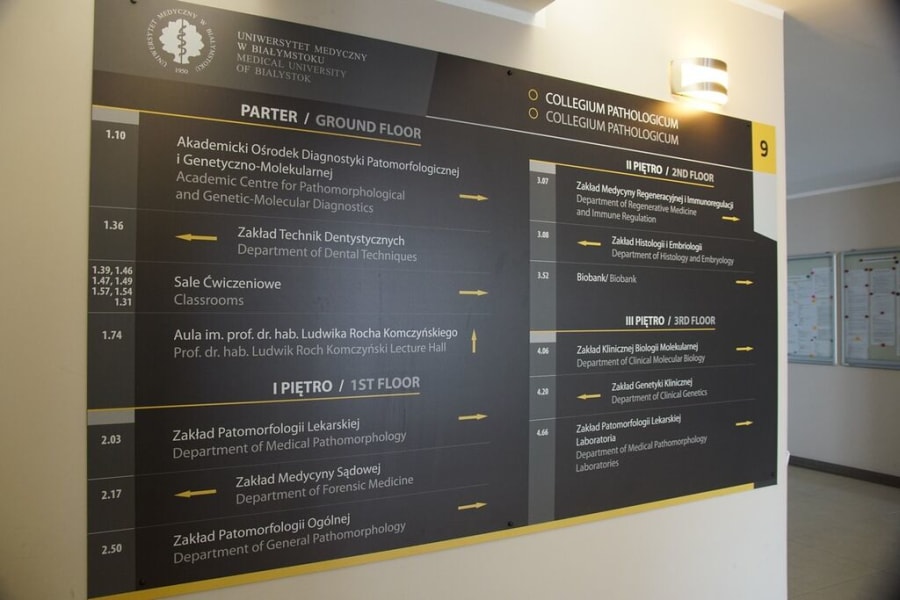 UNIWERSYTET MEDYCZNY W BIAŁYMSTOKU
1950
UNIWERSYTET MEDYCZNY
W BIAŁYMSTOKU
MEDICAL UNIVERSITY
OF BIALYSTOK
COLLEGIUM PATHOLOGICUM
COLLEGIUM PATHOLOGICUM
9
PARTER / GROUND FLOOR
1.10
Akademicki Ośrodek Diagnostyki Patomorfologicznej
i Genetyczno-Molekularnej
Academic Centre for Pathomorphological
and Genetic-Molecular Diagnostics
1.36
Zakład Technik Dentystycznych
Department of Dental Techniques
1.39, 1.46
1.47, 1.49
1.57, 1.54
1.31
Sale Ćwiczeniowe
Classrooms
1.74
Aula im. prof. dr. hab. Ludwika Rocha Komczyńskiego
Prof. dr. hab. Ludwik Roch Komczyński Lecture Hall
I PIĘTRO / 1ST FLOOR
2.03
Zakład Patomorfologii Lekarskiej
Department of Medical Pathomorphology
2.17
Zakład Medycyny Sądowej
Department of Forensic Medicine
2.50
Zakład Patomorfologii Ogólnej
Department of General Pathomorphology
II PIĘTRO / 2ND FLOOR
3.07
Zakład Medycyny Regeneracyjnej i Immunoregulacji
Department of Regenerative Medicine
and Immune Regulation
3.08
Zakład Histologii i Embriologii
Department of Histology and Embryology
3.52
Biobank/ Biobank
III PIĘTRO / 3RD FLOOR
4.06
Zakład Klinicznej Biologii Molekularnej
Department of Clinical Molecular Biology
4.20
Zakład Genetyki Klinicznej
Department of Clinical Genetics
4.66
Zakład Patomorfologii Lekarskiej
Laboratoria
Department of Medical Pathomorphology
Laboratories